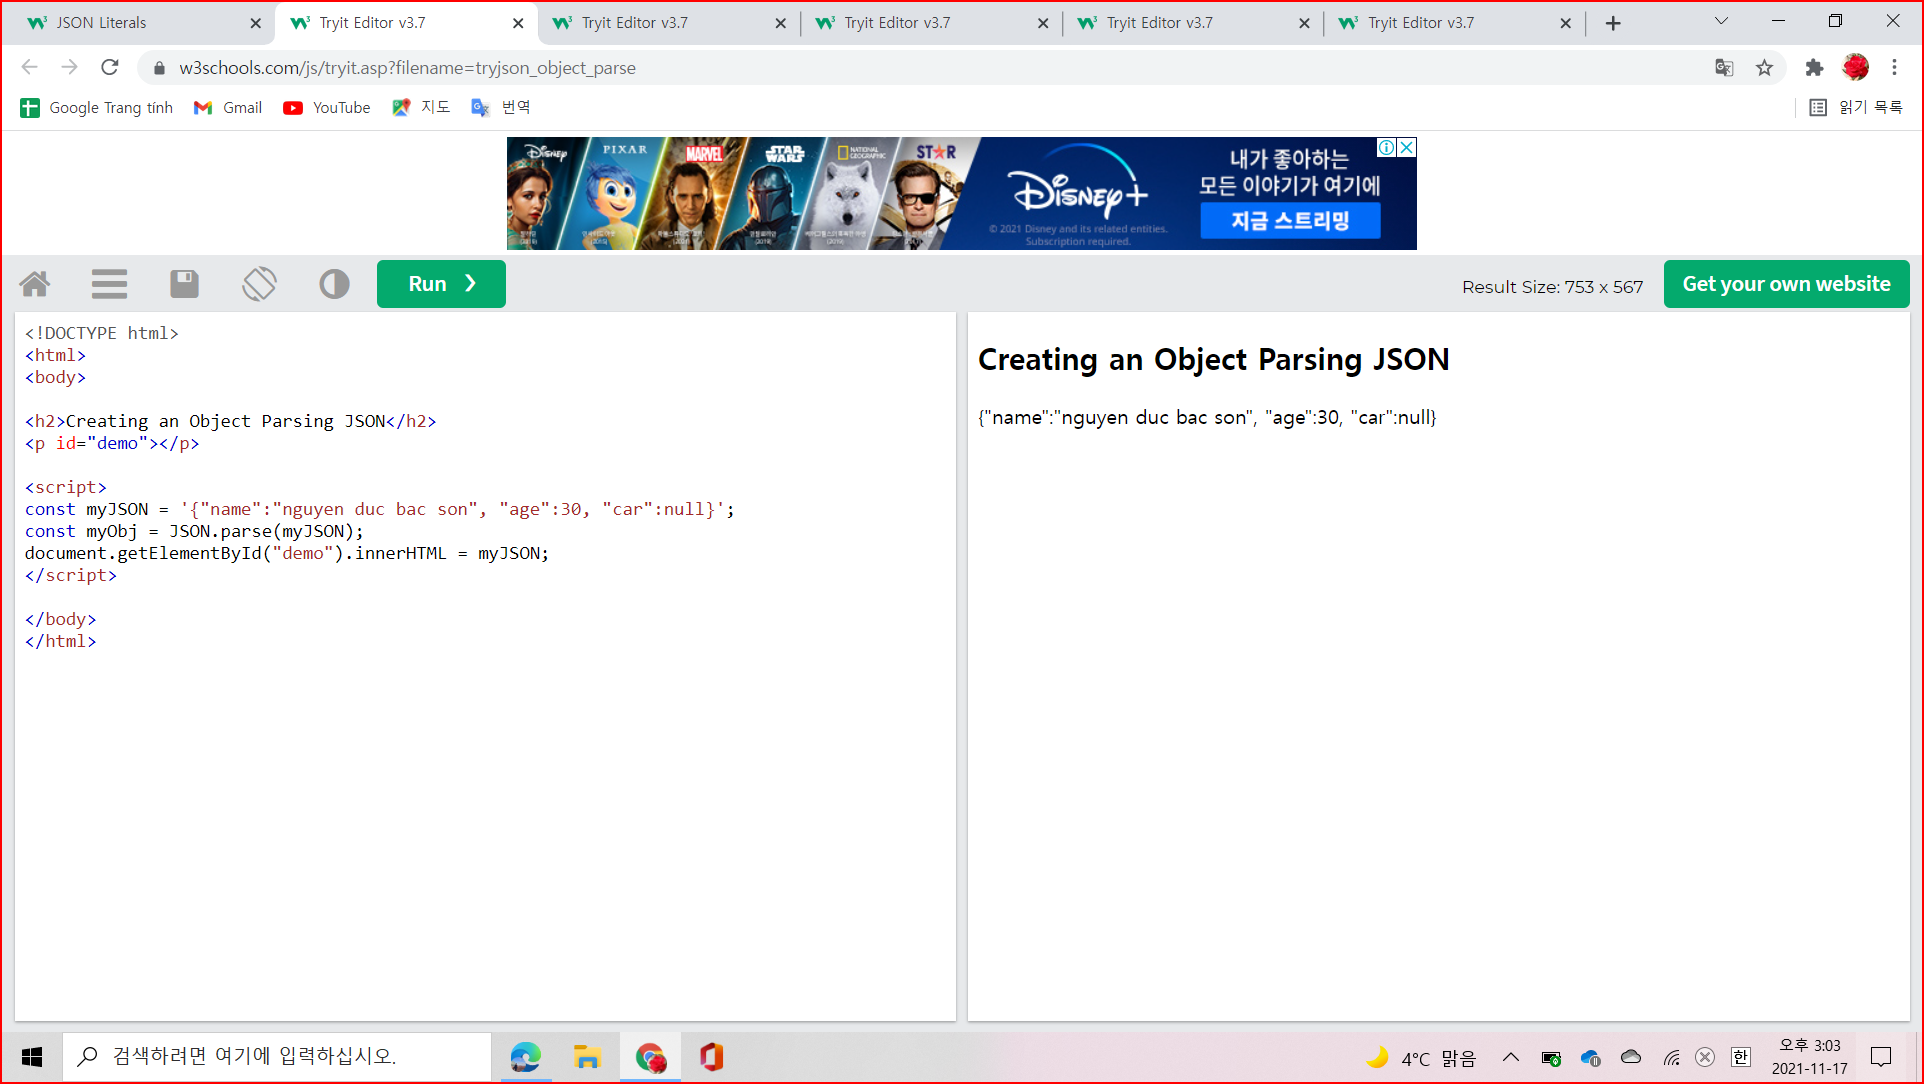 JSON Literals
Tryit Editor v3.7
Tryit Editor v3.7
Tryit Editor v3.7
Tryit Editor v3.7
Tryit Editor v3.7
w3schools.com/js/tryit.asp?filename=tryjson_object_parse
Google Trang tính
Gmail
YouTube
지도
번역
읽기 목록
Disney
PIXAR
MARVEL
STAR WARS
NATIONAL GEOGRAPHIC
STAR
Disney+
© 2021 Disney and its related entities.
Subscription required.
내가 좋아하는
모든 이야기가 여기에
지금 스트리밍
Run ❯
Result Size: 753 x 567
Get your own website
<!DOCTYPE html>
<html>
<body>
<h2>Creating an Object Parsing JSON</h2>
<p id="demo"></p>
<script>
const myJSON = '{"name":"nguyen duc bac son", "age":30, "car":null}';
const myObj = JSON.parse(myJSON);
document.getElementById("demo").innerHTML = myJSON;
</script>
</body>
</html>
Creating an Object Parsing JSON
{"name":"nguyen duc bac son", "age":30, "car":null}
검색하려면 여기에 입력하십시오.
4°C 맑음
한
오후 3:03
2021-11-17